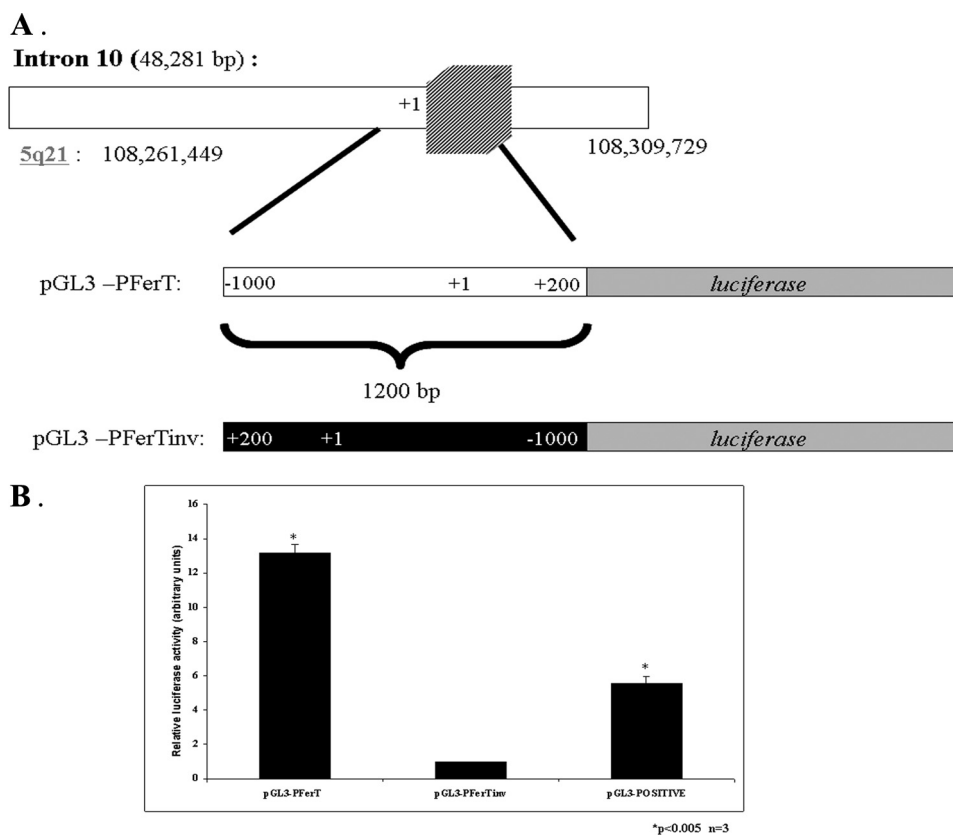 A .
Intron 10 (48,281 bp) :
+1
5q21 : 108,261,449
108,309,729
pGL3 –PFerT:
-1000 +1 +200 luciferase
1200 bp
pGL3 –PFerTinv:
+200 +1 -1000 luciferase
B .
Relative luciferase activity (arbitrary units)
16
14
12
10
8
6
4
2
0
*
*
pGL3-PFerT pGL3-PFerTinv pGL3-POSITIVE
*p<0.005 n=3